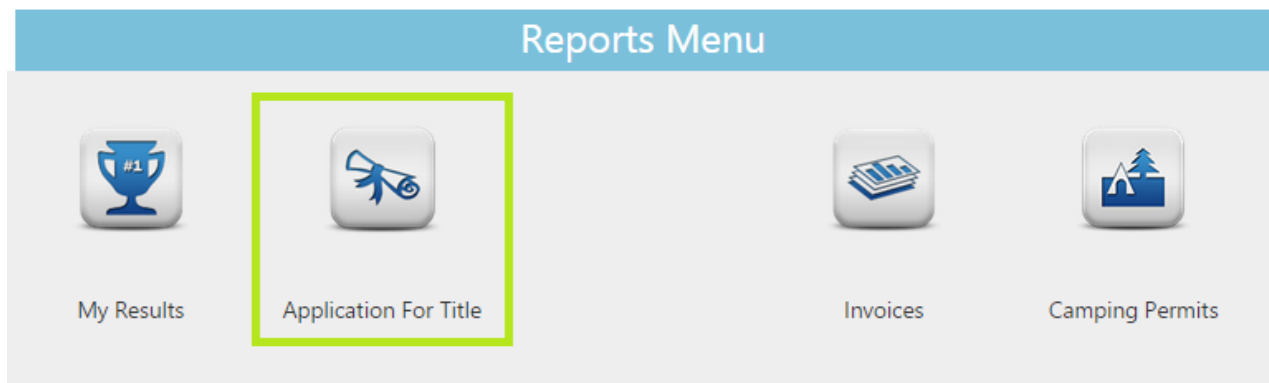 Reports Menu
#1
My Results
Application For Title
Invoices
Camping Permits